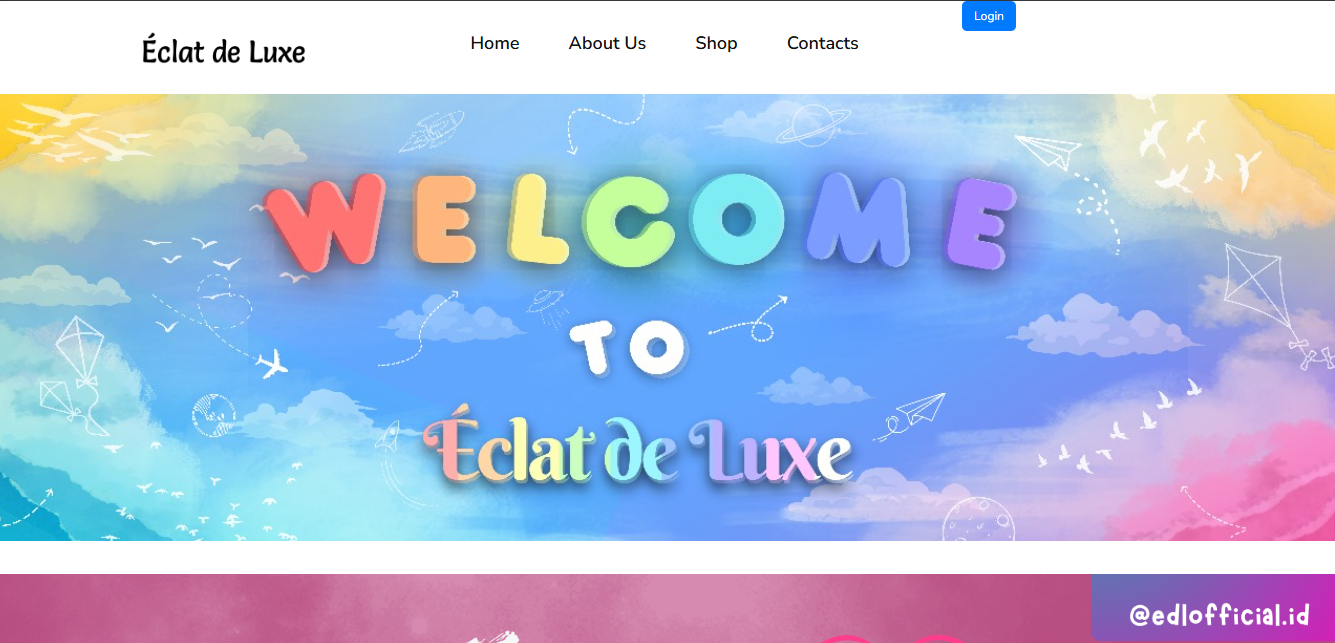 Login
Éclat de Luxe
Home
About Us
Shop
Contacts
WELCOME
TO
Éclat de Luxe
@edlofficial.id